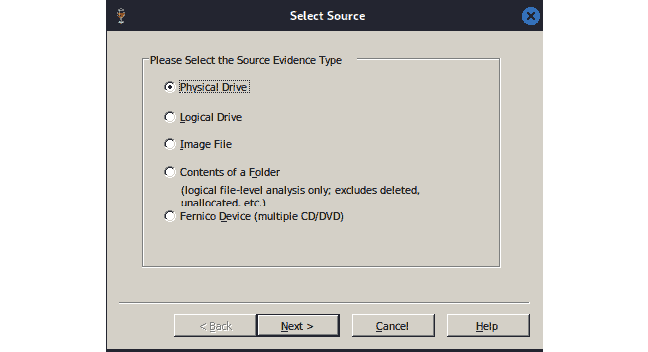 Select Source
Please Select the Source Evidence Type
Physical Drive
Logical Drive
Image File
Contents of a Folder
(logical file-level analysis only; excludes deleted,
unallocated, etc.)
Fernico Device (multiple CD/DVD)
< Back
Next >
Cancel
Help